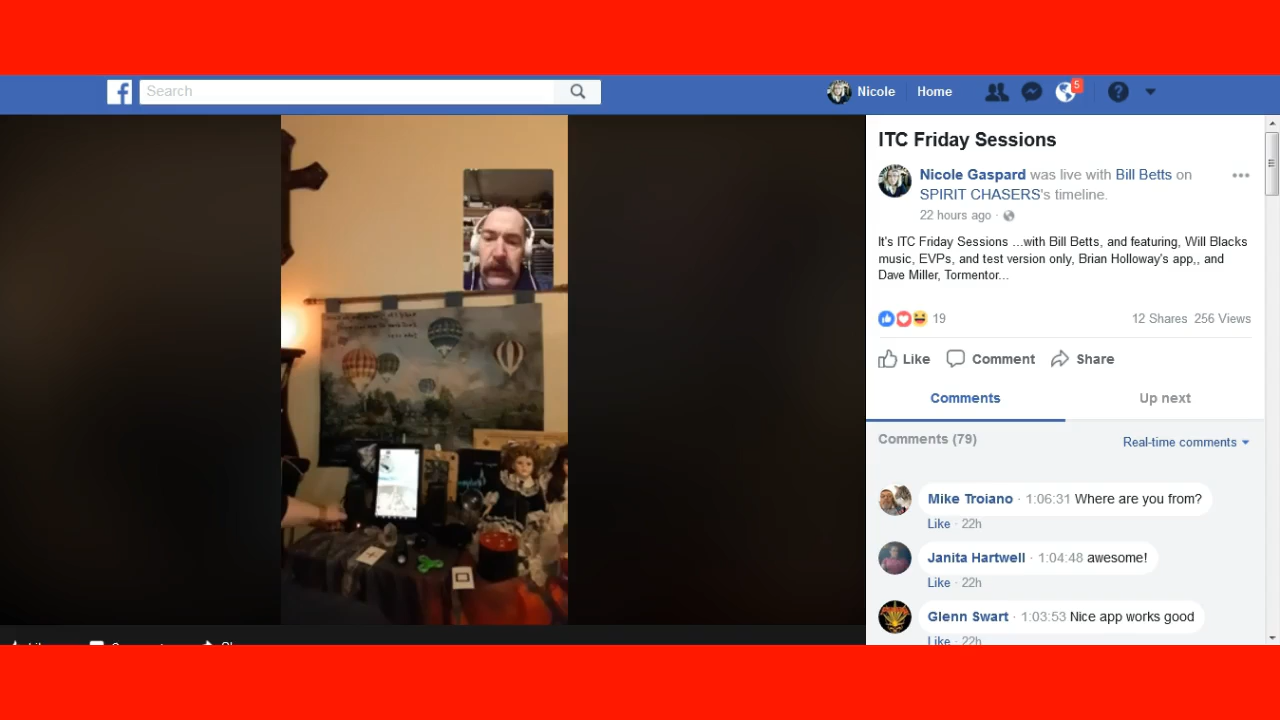 Search
Nicole
Home
5
ITC Friday Sessions
Nicole Gaspard was live with Bill Betts on
SPIRIT CHASERS's timeline.
22 hours ago ·
It's ITC Friday Sessions ...with Bill Betts, and featuring, Will Blacks
music, EVPs, and test version only, Brian Holloway's app,, and
Dave Miller, Tormentor...
19
12 Shares 256 Views
Like Comment Share
Comments Up next
Comments (79)
Real-time comments
Mike Troiano · 1:06:31 Where are you from?
Like · 22h
Janita Hartwell · 1:04:48 awesome!
Like · 22h
Glenn Swart · 1:03:53 Nice app works good
Like · 22h